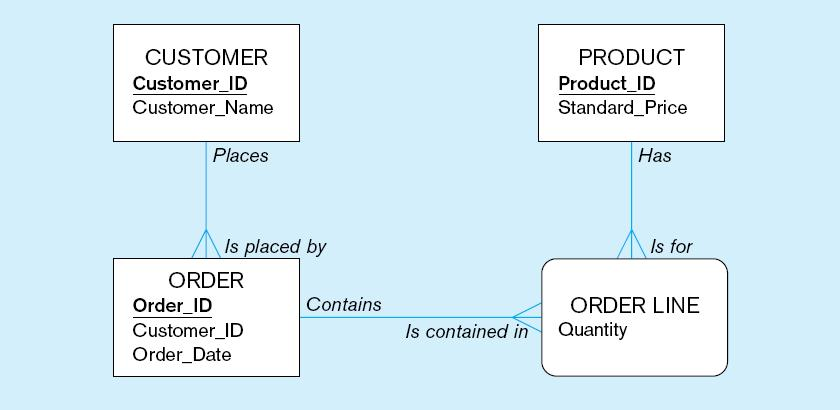 CUSTOMER
Customer_ID
Customer_Name
PRODUCT
Product_ID
Standard_Price
Places
Has
Is placed by
Is for
ORDER
Order_ID
Customer_ID
Order_Date
Contains
Is contained in
ORDER LINE
Quantity